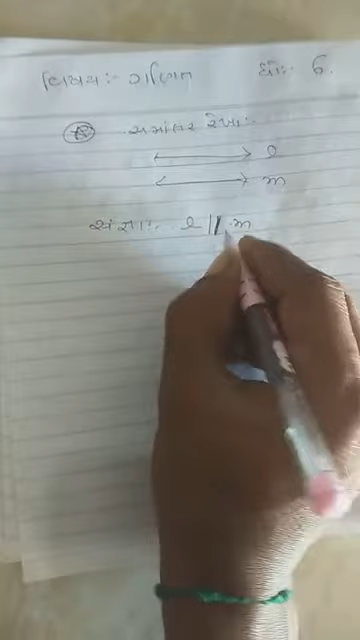 વિષય:- ગણિત ધો:- 6.
* સમાંતર રેખા:-
l
m
સંજ્ઞા:- l || m